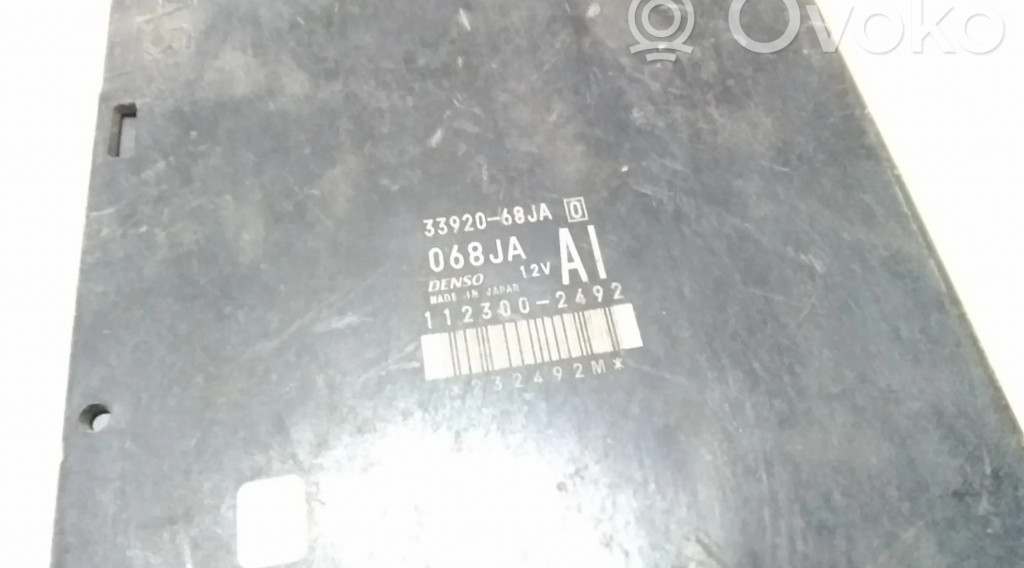 Ovoko
33920-68JA 0
068JA AI
DENSO 12V
MADE IN JAPAN
112300-2492
232492M*